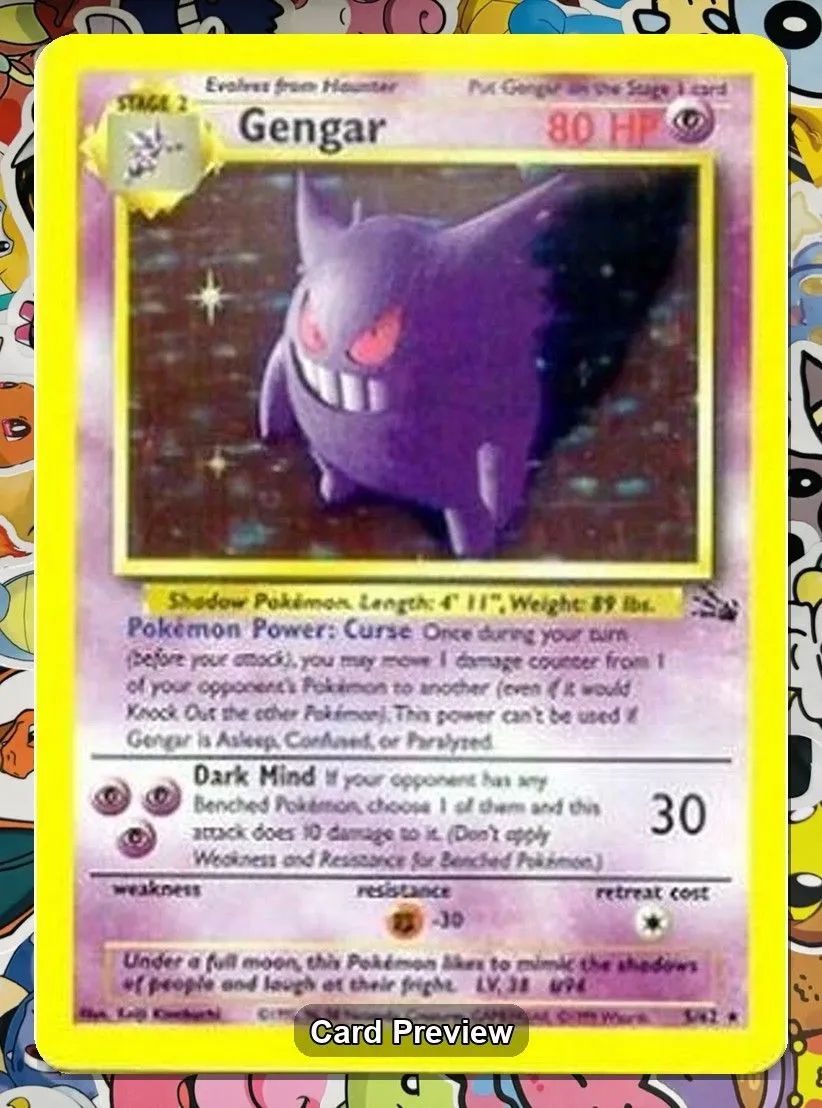 Evolves from Haunter Put Gengar on the Stage 1 card
STAGE 2
Gengar 80 HP
Shadow Pokémon. Length: 4' 11", Weight: 89 lbs.
Pokémon Power: Curse Once during your turn
(before your attack), you may move 1 damage counter from 1
of your opponent's Pokémon to another (even if it would
Knock Out the other Pokémon). This power can't be used if
Gengar is Asleep, Confused, or Paralyzed.
Dark Mind If your opponent has any
Benched Pokémon, choose 1 of them and this
attack does 10 damage to it. (Don't apply
Weakness and Resistance for Benched Pokémon.)
30
weakness resistance retreat cost
-30
Under a full moon, this Pokémon likes to mimic the shadows
of people and laugh at their fright. LV. 38 #94
Illus. Keiji Kinebuchi
5/62
Card Preview